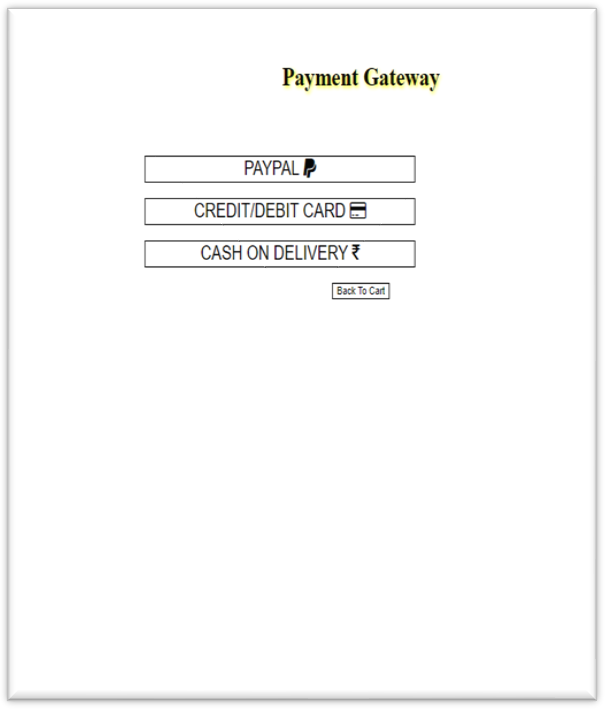 Payment Gateway
PAYPAL
CREDIT/DEBIT CARD
CASH ON DELIVERY ₹
Back To Cart